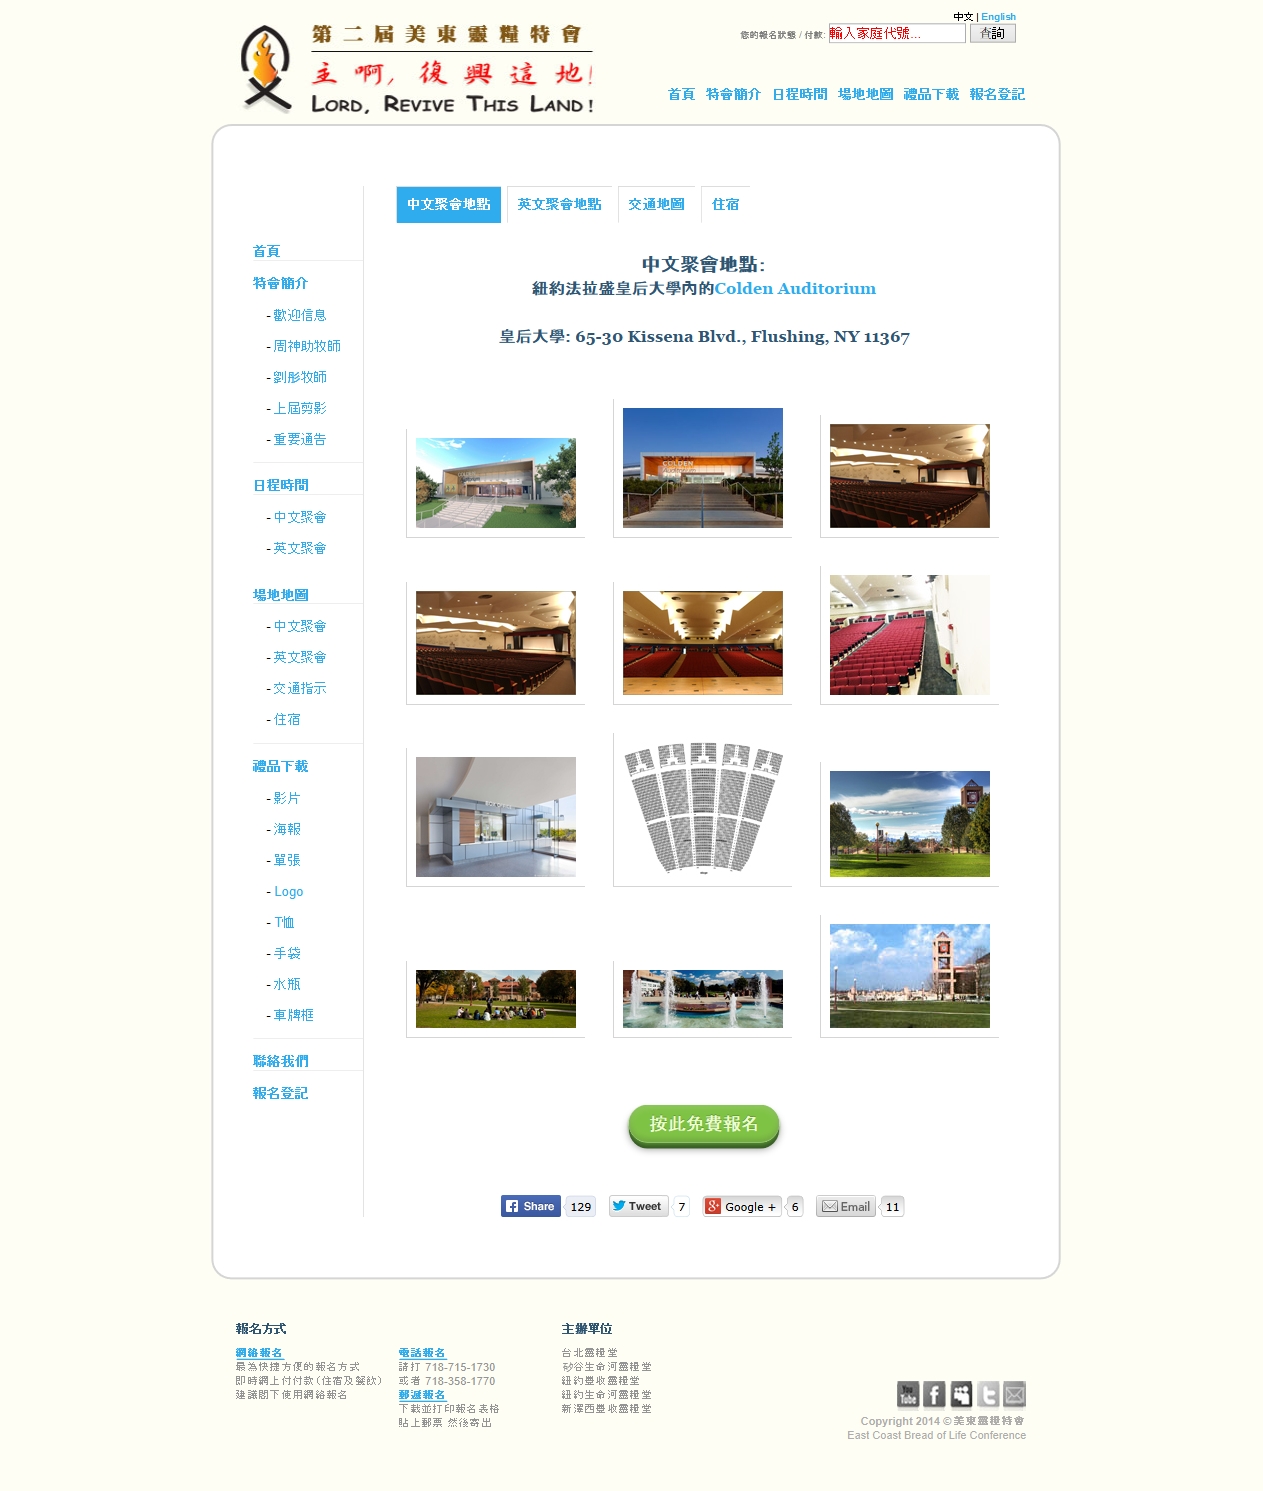 第二屆美東靈糧特會
主啊，復興這地！
LORD, REVIVE THIS LAND!
中文 | English
您的報名狀態 / 付款: 輸入家庭代號... 查詢
首頁 特會簡介 日程時間 場地地圖 禮品下載 報名登記
中文聚會地點 英文聚會地點 交通地圖 住宿
首頁
特會簡介
- 歡迎信息
- 周神助牧師
- 劉彤牧師
- 上屆剪影
- 重要通告
日程時間
- 中文聚會
- 英文聚會
場地地圖
- 中文聚會
- 英文聚會
- 交通指示
- 住宿
禮品下載
- 影片
- 海報
- 單張
- Logo
- T恤
- 手袋
- 水瓶
- 車牌框
聯絡我們
報名登記
中文聚會地點:
紐約法拉盛皇后大學內的Colden Auditorium
皇后大學: 65-30 Kissena Blvd., Flushing, NY 11367
COLDEN
按此免費報名
Share 129 Tweet 7 Google + 6 Email 11
報名方式
網絡報名
最為快捷方便的報名方式
即時網上付付款（住宿及餐飲）
建議閣下使用網絡報名
電話報名
請打 718-715-1730
或者 718-358-1770
郵遞報名
下載並打印報名表格
貼上郵票 然後寄出
主辦單位
台北靈糧堂
矽谷生命河靈糧堂
紐約豐收靈糧堂
紐約生命河靈糧堂
新澤西豐收靈糧堂
You Tube
Copyright 2014 © 美東靈糧特會
East Coast Bread of Life Conference